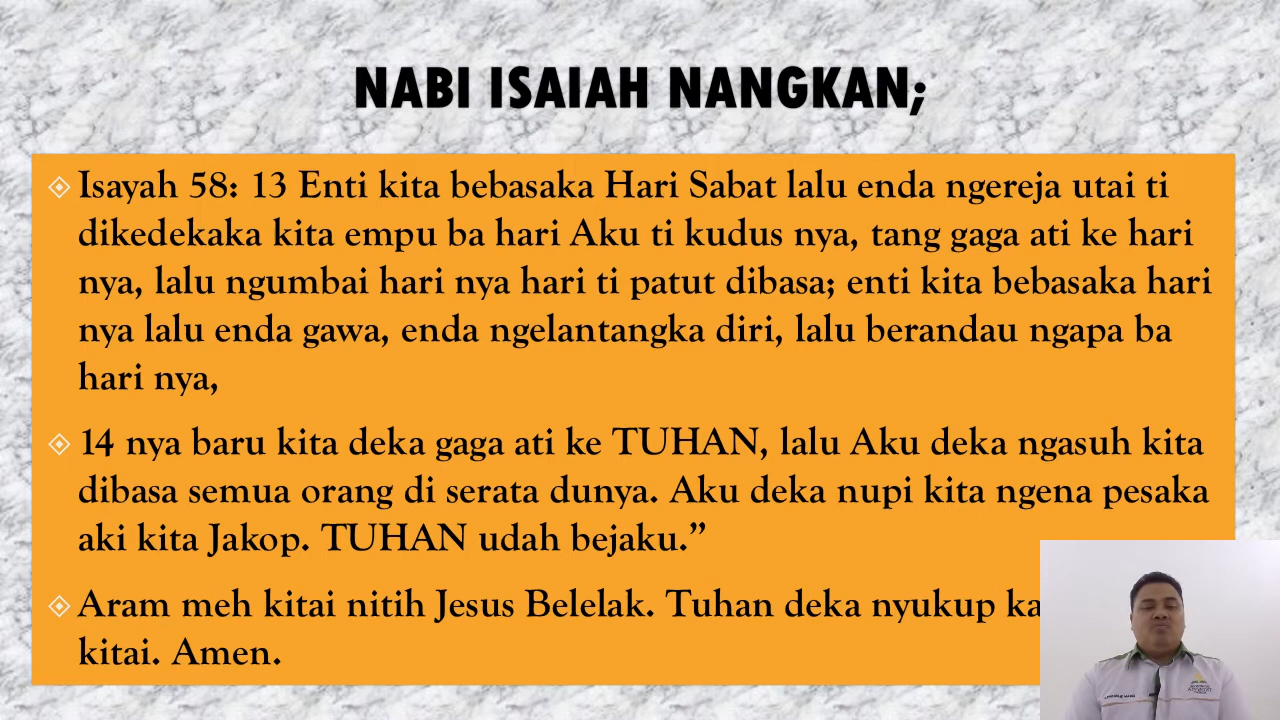 NABI ISAIAH NANGKAN;
Isayah 58: 13 Enti kita bebasaka Hari Sabat lalu enda ngereja utai ti
dikedekaka kita empu ba hari Aku ti kudus nya, tang gaga ati ke hari
nya, lalu ngumbai hari nya hari ti patut dibasa; enti kita bebasaka hari
nya lalu enda gawa, enda ngelantangka diri, lalu berandau ngapa ba
hari nya,
14 nya baru kita deka gaga ati ke TUHAN, lalu Aku deka ngasuh kita
dibasa semua orang di serata dunya. Aku deka nupi kita ngena pesaka
aki kita Jakop. TUHAN udah bejaku.”
Aram meh kitai nitih Jesus Belelak. Tuhan deka nyukup
kitai. Amen.